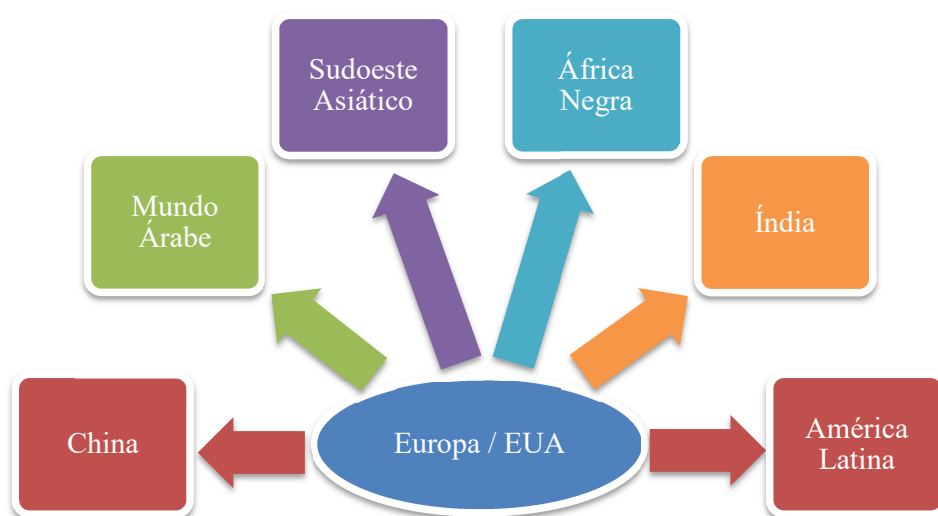 Sudoeste
Asiático
África
Negra
Mundo
Árabe
Índia
China
Europa / EUA
América
Latina